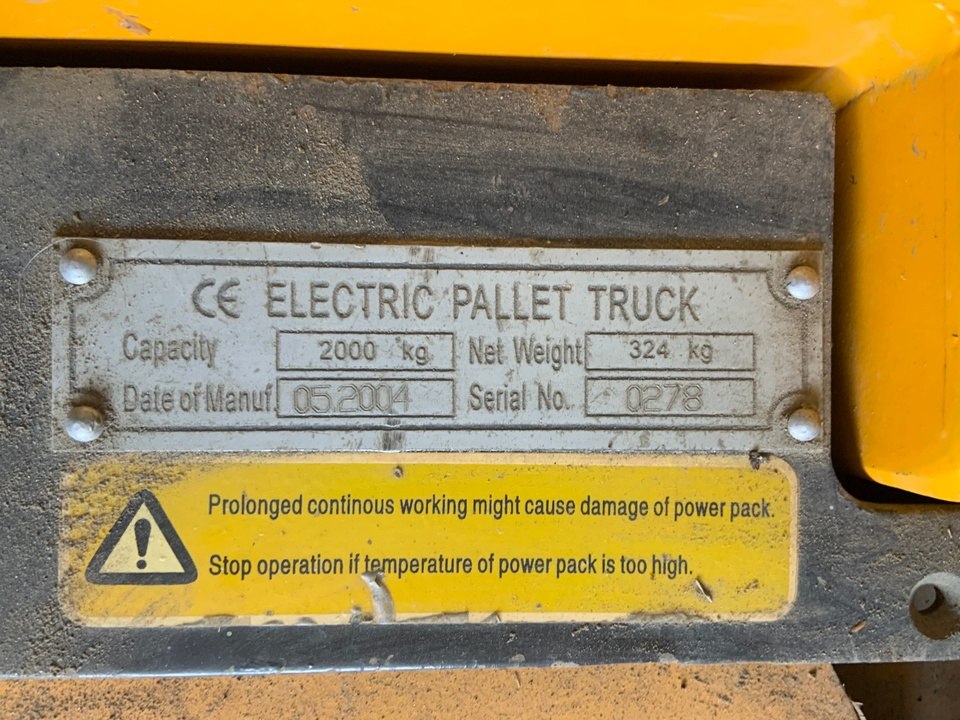 CE ELECTRIC PALLET TRUCK
Capacity 2000 kg Net Weight 324 kg
Date of Manuf. 05.2004 Serial No. 0278
Prolonged continous working might cause damage of power pack.
Stop operation if temperature of power pack is too high.